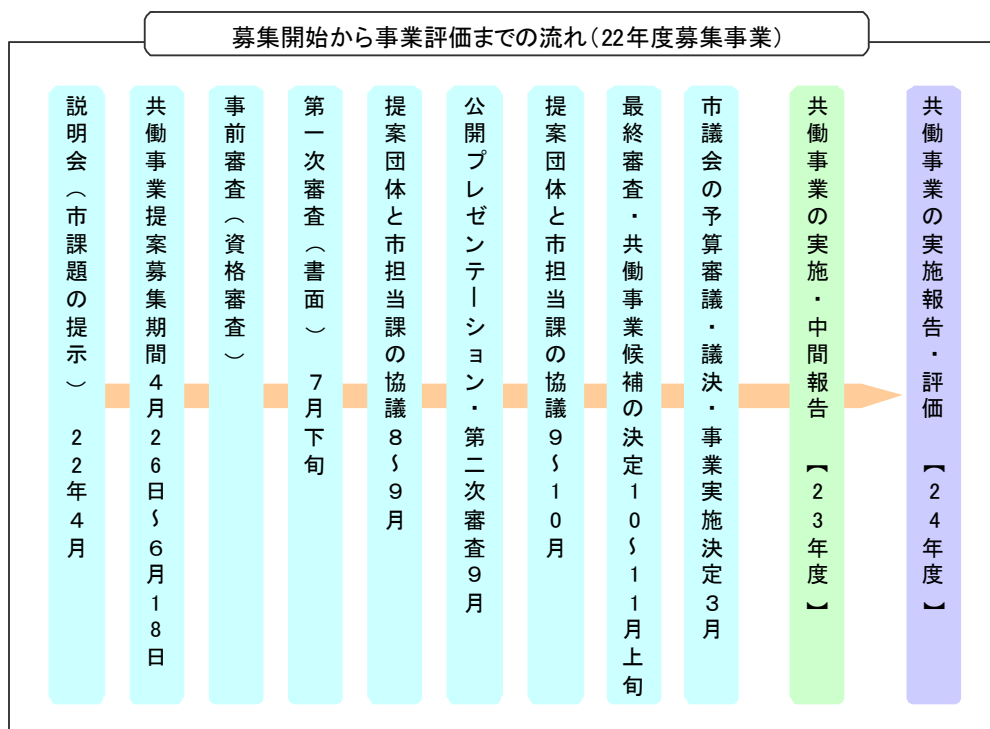 募集開始から事業評価までの流れ(22年度募集事業)
説明会(市課題の提示) 22年4月
共働事業提案募集期間4月26日~6月18日
事前審査(資格審査)
第一次審査(書面) 7月下旬
提案団体と市担当課の協議8~9月
公開プレゼンテーション・第二次審査9月
提案団体と市担当課の協議9~10月
最終審査・共働事業候補の決定10~11月上旬
市議会の予算審議・議決・事業実施決定3月
共働事業の実施・中間報告 【23年度】
共働事業の実施報告・評価 【24年度】